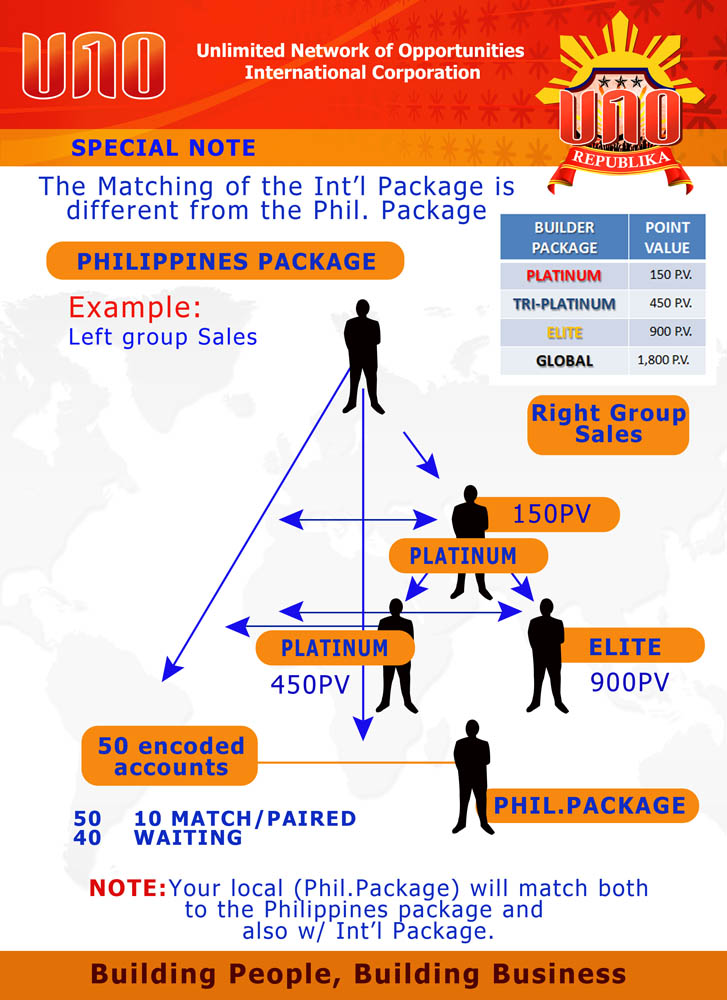 UNO
Unlimited Network of Opportunities
International Corporation
UNO
REPUBLIKA
SPECIAL NOTE
The Matching of the Int'l Package is
different from the Phil. Package
BUILDER PACKAGE POINT VALUE
PLATINUM 150 P.V.
TRI-PLATINUM 450 P.V.
ELITE 900 P.V.
GLOBAL 1,800 P.V.
PHILIPPINES PACKAGE
Example:
Left group Sales
Right Group
Sales
150PV
PLATINUM
PLATINUM
450PV
ELITE
900PV
50 encoded
accounts
PHIL.PACKAGE
50 10 MATCH/PAIRED
40 WAITING
NOTE:Your local (Phil.Package) will match both
to the Philippines package and
also w/ Int'l Package.
Building People, Building Business